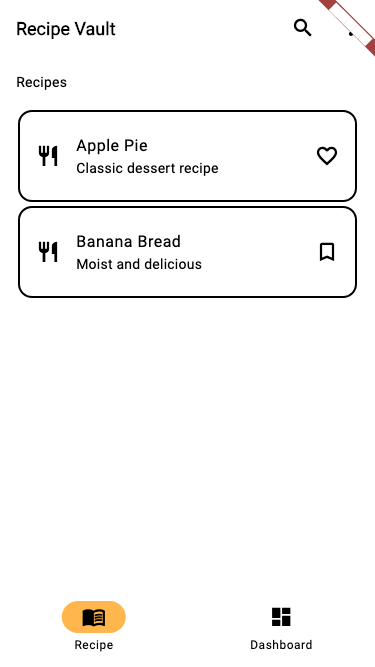 Recipe Vault
Recipes
Apple Pie
Classic dessert recipe
Banana Bread
Moist and delicious
Recipe
Dashboard